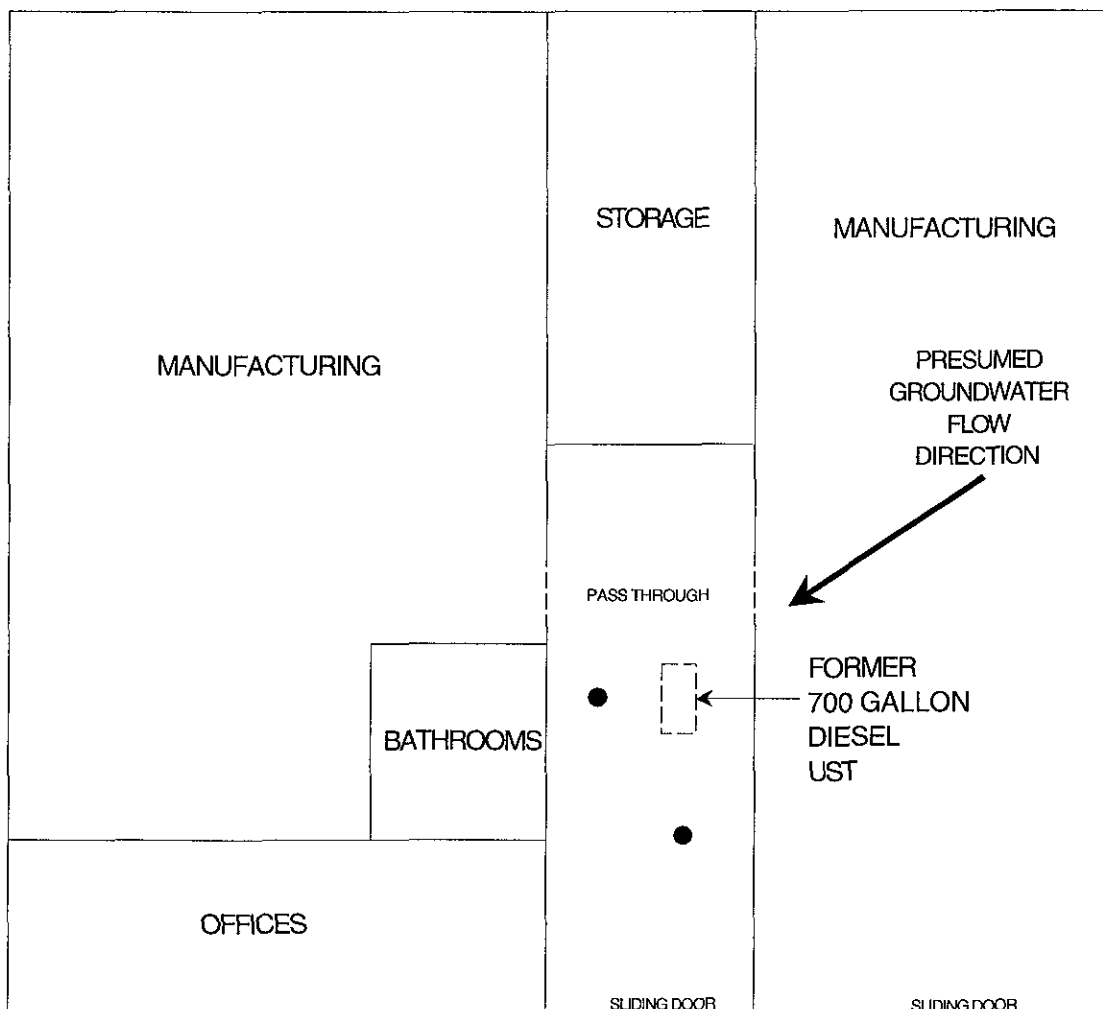 STORAGE
MANUFACTURING
MANUFACTURING
PRESUMED
GROUNDWATER
FLOW
DIRECTION
PASS THROUGH
FORMER
700 GALLON
DIESEL
UST
BATHROOMS
OFFICES
SLIDING DOOR
SLIDING DOOR